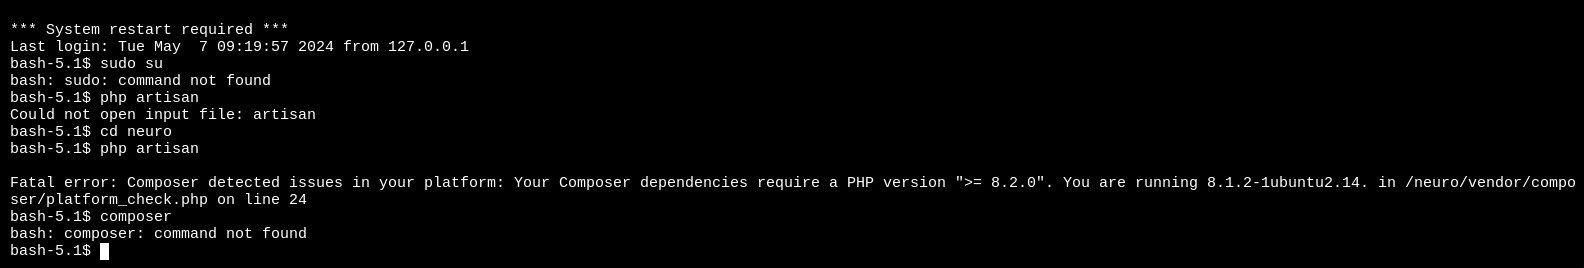 *** System restart required ***
Last login: Tue May  7 09:19:57 2024 from 127.0.0.1
bash-5.1$ sudo su
bash: sudo: command not found
bash-5.1$ php artisan
Could not open input file: artisan
bash-5.1$ cd neuro
bash-5.1$ php artisan
Fatal error: Composer detected issues in your platform: Your Composer dependencies require a PHP version ">= 8.2.0". You are running 8.1.2-1ubuntu2.14. in /neuro/vendor/compo
ser/platform_check.php on line 24
bash-5.1$ composer
bash: composer: command not found
bash-5.1$